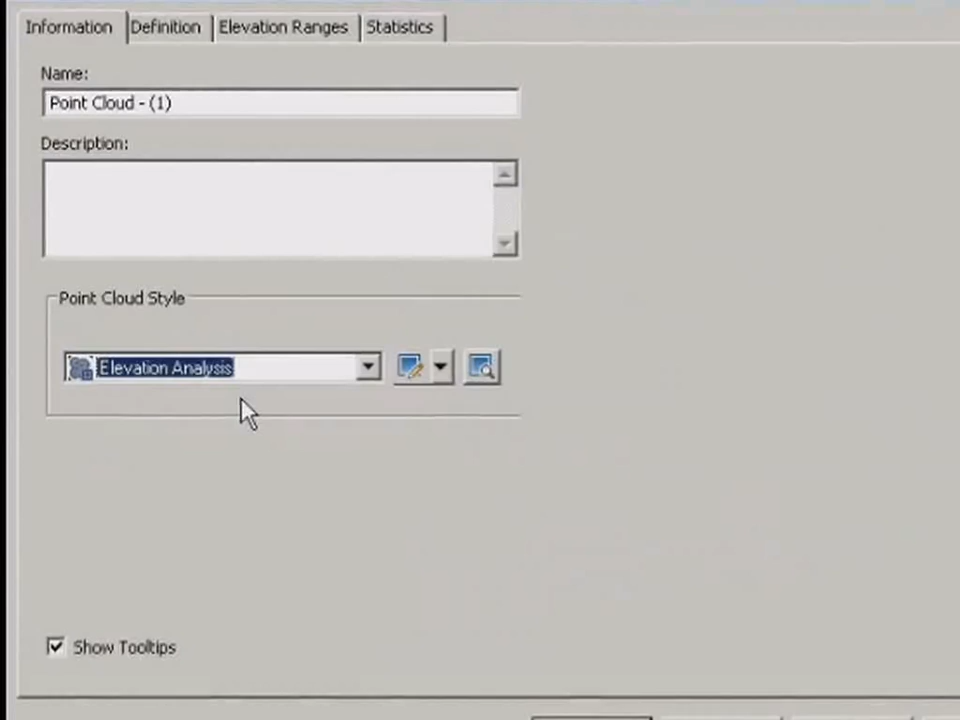 Information Definition Elevation Ranges Statistics
Name:
Point Cloud - (1)
Description:
Point Cloud Style
Elevation Analysis
Show Tooltips